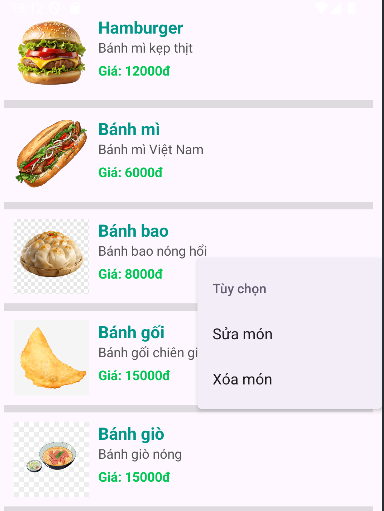 Hamburger
Bánh mì kẹp thịt
Giá: 12000đ
Bánh mì
Bánh mì Việt Nam
Giá: 6000đ
Bánh bao
Bánh bao nóng hổi
Giá: 8000đ
Tùy chọn
Sửa món
Xóa món
Bánh gối
Bánh gối chiên gi
Giá: 15000đ
Bánh giò
Bánh giò nóng
Giá: 15000đ